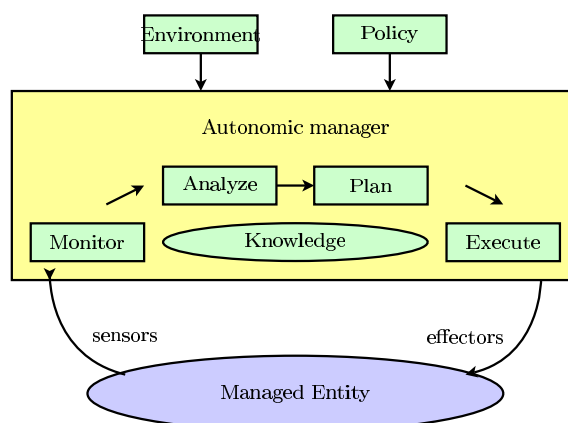 Environment
Policy
Autonomic manager
Analyze
Plan
Monitor
Knowledge
Execute
sensors
effectors
Managed Entity